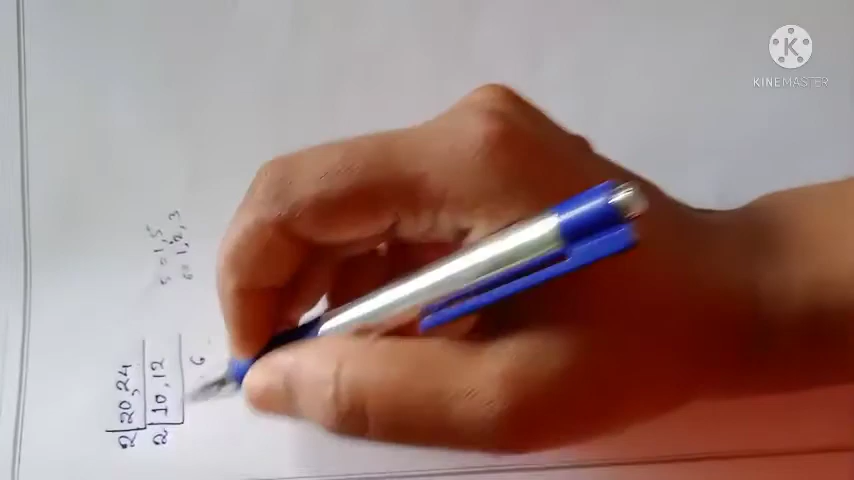 KINEMASTER
2 | 20, 24
2 | 10, 12
6
5 = 1, 5
6 = 1, 2, 3